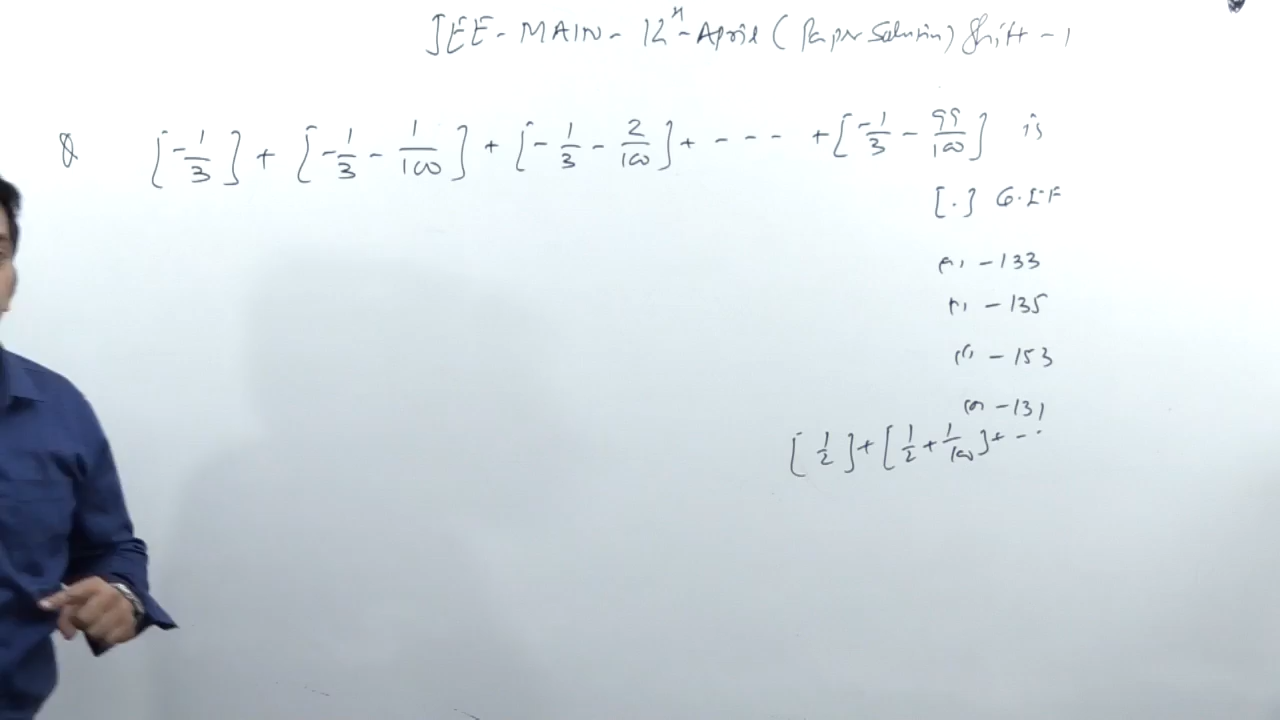 JEE-MAIN-12th-April (Paper Solution) Shift-1
Q [-1/3] + [-1/3 - 1/100] + [-1/3 - 2/100] + - - - + [-1/3 - 99/100] is
[.] G.I.F
-133
-135
-153
-131
[1/2] + [1/2 + 1/100] + - ..